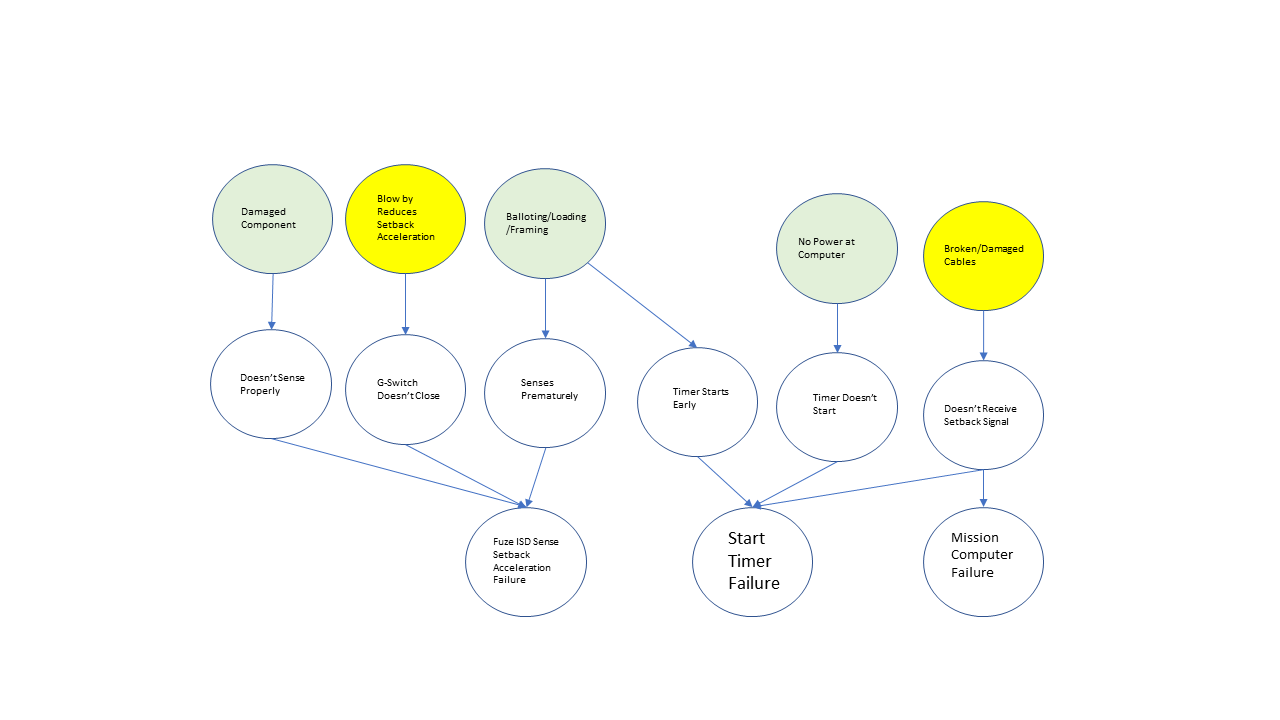 Damaged
Component
Blow by
Reduces
Setback
Acceleration
Balloting/Loading
/Framing
No Power at
Computer
Broken/Damaged
Cables
Doesn't Sense
Properly
G-Switch
Doesn't Close
Senses
Prematurely
Timer Starts
Early
Timer Doesn't
Start
Doesn't Receive
Setback Signal
Fuze ISD Sense
Setback
Acceleration
Failure
Start
Timer
Failure
Mission
Computer
Failure